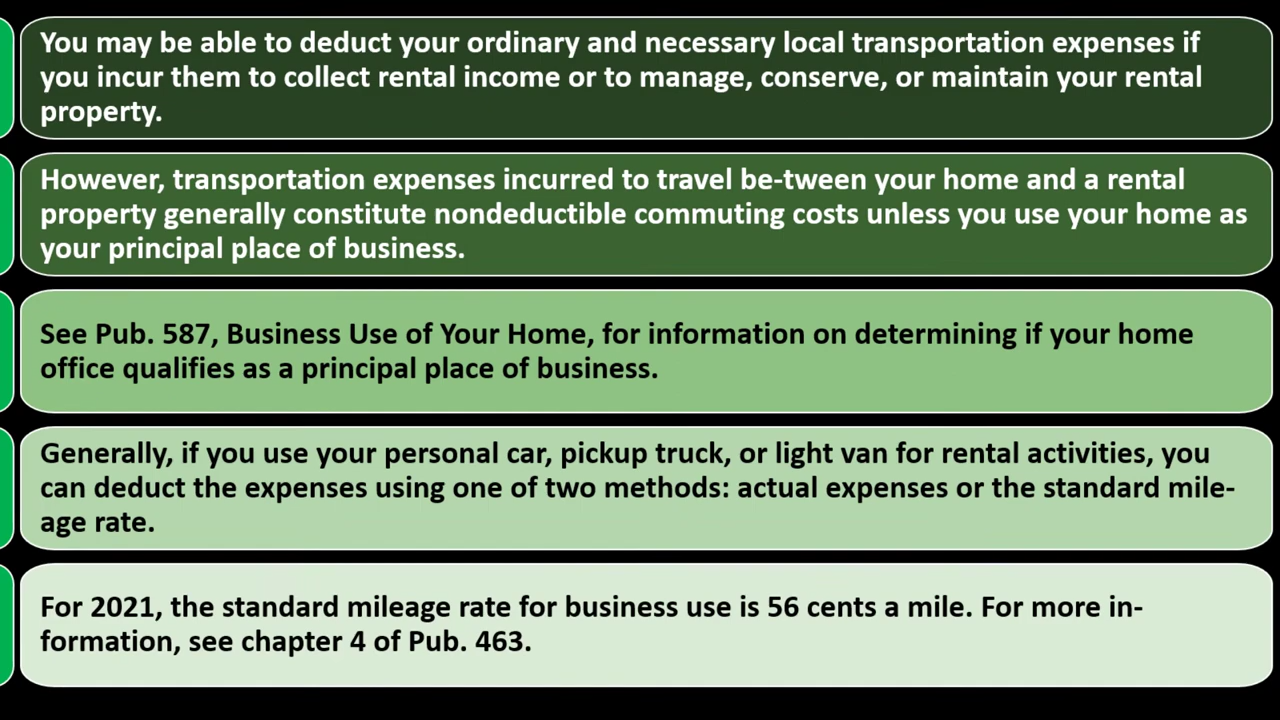 You may be able to deduct your ordinary and necessary local transportation expenses if
you incur them to collect rental income or to manage, conserve, or maintain your rental
property.
However, transportation expenses incurred to travel be-tween your home and a rental
property generally constitute nondeductible commuting costs unless you use your home as
your principal place of business.
See Pub. 587, Business Use of Your Home, for information on determining if your home
office qualifies as a principal place of business.
Generally, if you use your personal car, pickup truck, or light van for rental activities, you
can deduct the expenses using one of two methods: actual expenses or the standard mile-
age rate.
For 2021, the standard mileage rate for business use is 56 cents a mile. For more in-
formation, see chapter 4 of Pub. 463.